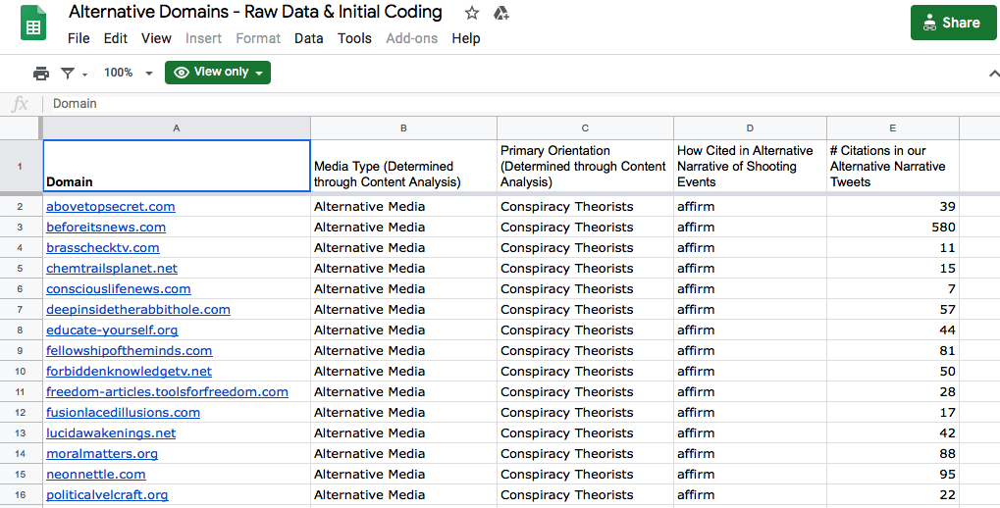 Alternative Domains - Raw Data & Initial Coding
Share
File Edit View Insert Format Data Tools Add-ons Help
100% View only
fx Domain
A B C D E
1 Domain
Media Type (Determined
through Content Analysis)
Primary Orientation
(Determined through Content
Analysis)
How Cited in Alternative
Narrative of Shooting
Events
# Citations in our
Alternative Narrative
Tweets
2 abovetopsecret.com Alternative Media Conspiracy Theorists affirm 39
3 beforeitsnews.com Alternative Media Conspiracy Theorists affirm 580
4 brasschecktv.com Alternative Media Conspiracy Theorists affirm 11
5 chemtrailsplanet.net Alternative Media Conspiracy Theorists affirm 15
6 consciouslifenews.com Alternative Media Conspiracy Theorists affirm 7
7 deepinsidetherabbithole.com Alternative Media Conspiracy Theorists affirm 57
8 educate-yourself.org Alternative Media Conspiracy Theorists affirm 44
9 fellowshipoftheminds.com Alternative Media Conspiracy Theorists affirm 81
10 forbiddenknowledgetv.net Alternative Media Conspiracy Theorists affirm 50
11 freedom-articles.toolsforfreedom.com Alternative Media Conspiracy Theorists affirm 28
12 fusionlacedillusions.com Alternative Media Conspiracy Theorists affirm 17
13 lucidawakenings.net Alternative Media Conspiracy Theorists affirm 42
14 moralmatters.org Alternative Media Conspiracy Theorists affirm 88
15 neonnettle.com Alternative Media Conspiracy Theorists affirm 95
16 politicalvelcraft.org Alternative Media Conspiracy Theorists affirm 22